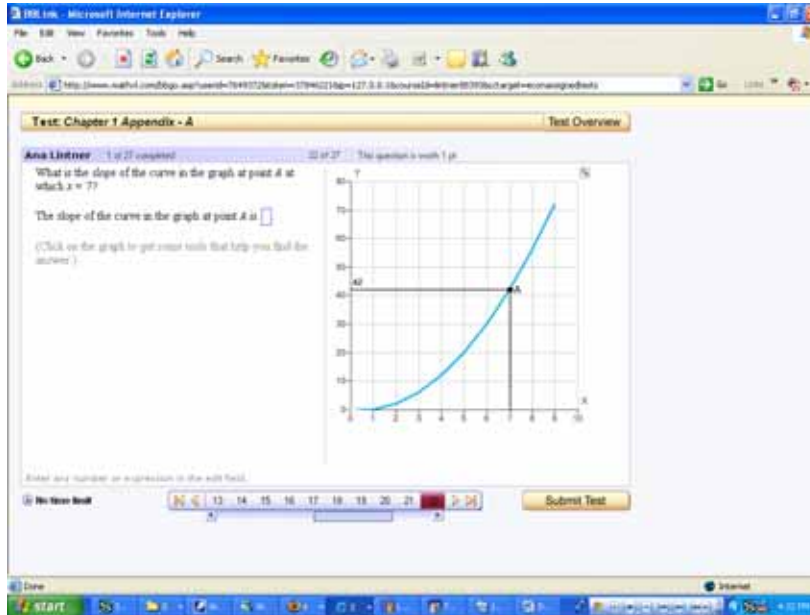 BBLink - Microsoft Internet Explorer
File Edit View Favorites Tools Help
Back Search Favorites
Address Go Links
Test: Chapter 1 Appendix - A Test Overview
Ana Lintner 1 of 27 completed 22 of 27 This question is worth 1 pt
What is the slope of the curve in the graph at point A at
which x = 7?
The slope of the curve in the graph at point A is
(Click on the graph to get some tools that help you find the
answer.)
Y
80
70
60
50
42
A
40
30
20
10
X
0 1 2 3 4 5 6 7 8 9 10
Enter any number or expression in the edit field.
No time limit 13 14 15 16 17 18 19 20 21 Submit Test
Done Internet
start